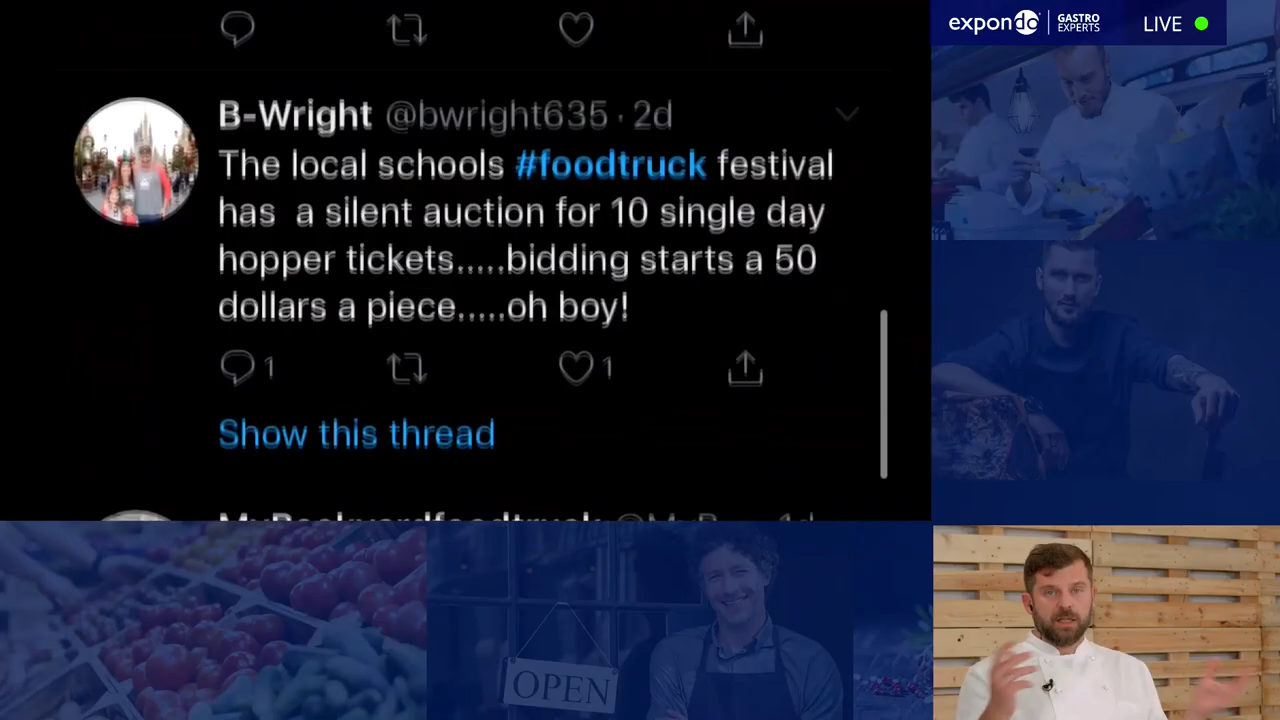 expondo GASTRO EXPERTS LIVE
B-Wright @bwright635 · 2d
The local schools #foodtruck festival
has a silent auction for 10 single day
hopper tickets.....bidding starts a 50
dollars a piece.....oh boy!
1 1
Show this thread
OPEN